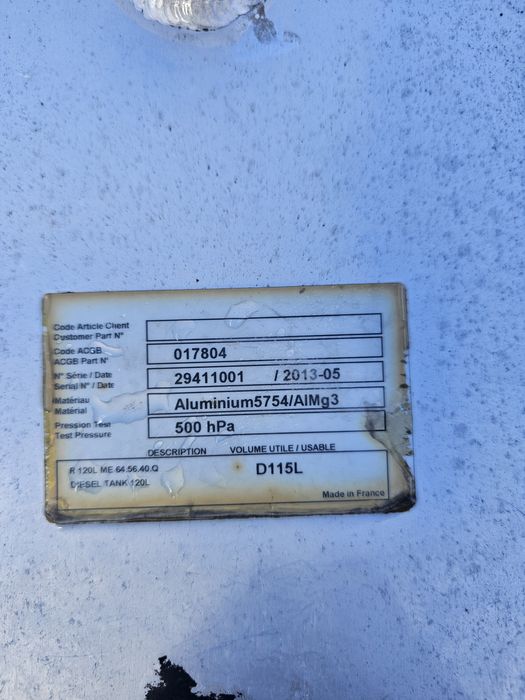 Code Article Client
Customer Part N°
Code ACGB
ACGB Part N°
017804
N° Série / Date
Serial N° / Date
29411001 / 2013-05
Matériau
Matérial
Aluminium5754/AlMg3
Pression Test
Test Pressure
500 hPa
DESCRIPTION VOLUME UTILE / USABLE
R 120L ME 64.56.40.Q
D115L
DIESEL TANK 120L
Made in France